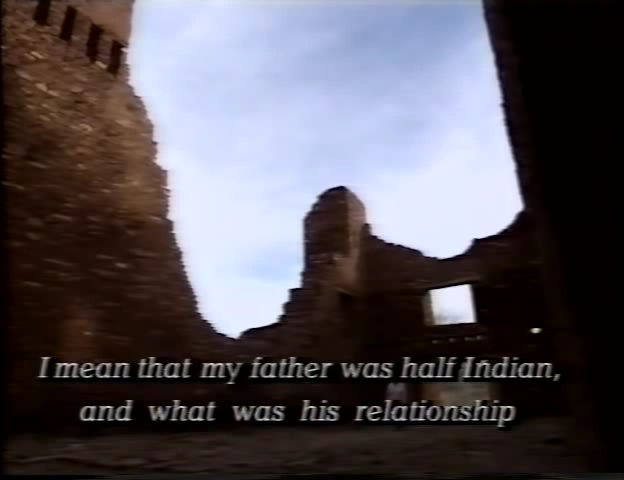 I mean that my father was half Indian,
and what was his relationship